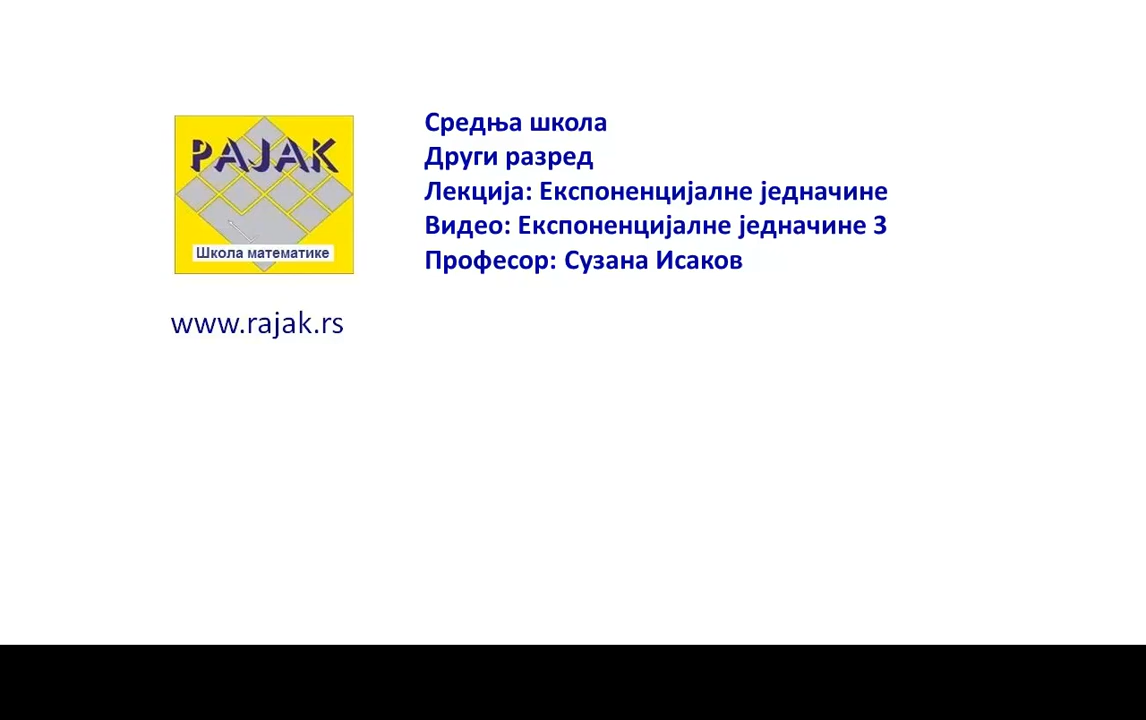 РАЈАК
Школа математике
www.rajak.rs
Средња школа
Други разред
Лекција: Експоненцијалне једначине
Видео: Експоненцијалне једначине 3
Професор: Сузана Исаков